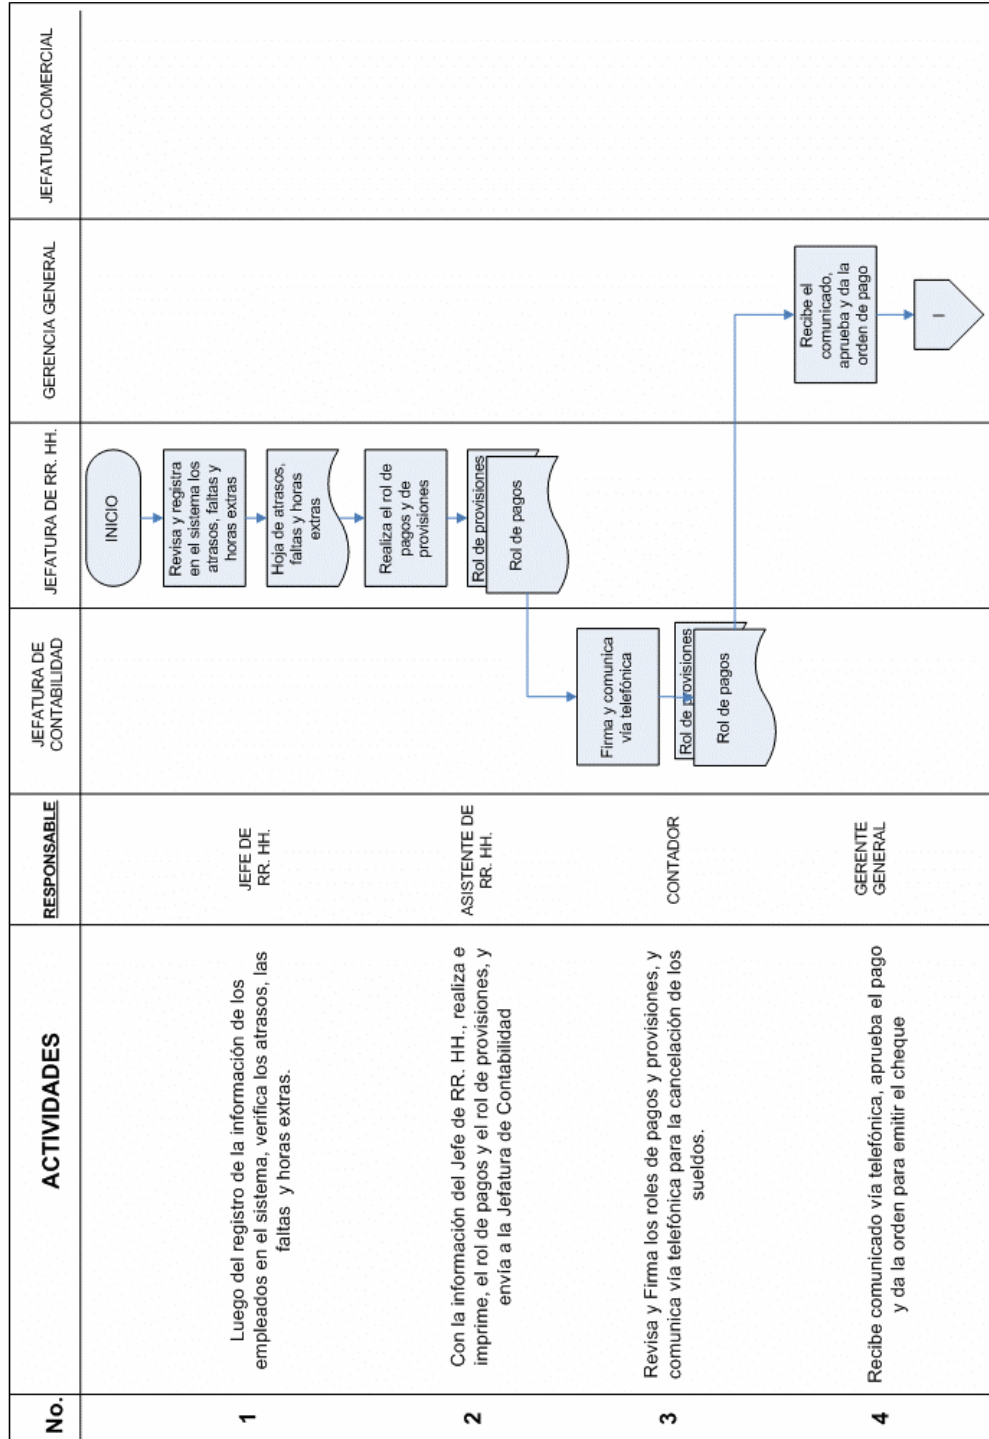 No.
ACTIVIDADES
RESPONSABLE
JEFATURA DE
CONTABILIDAD
JEFATURA DE RR. HH.
GERENCIA GENERAL
JEFATURA COMERCIAL
1
Luego del registro de la información de los
empleados en el sistema, verifica los atrasos, las
faltas y horas extras.
JEFE DE
RR. HH.
INICIO
Revisa y registra
en el sistema los
atrasos, faltas y
horas extras
Hoja de atrasos,
faltas y horas
extras
2
Con la información del Jefe de RR. HH., realiza e
imprime, el rol de pagos y el rol de provisiones, y
envía a la Jefatura de Contabilidad
ASISTENTE DE
RR. HH.
Realiza el rol de
pagos y de
provisiones
Rol de provisiones
Rol de pagos
3
Revisa y Firma los roles de pagos y provisiones, y
comunica vía telefónica para la cancelación de los
sueldos.
CONTADOR
Firma y comunica
vía telefónica
Rol de provisiones
Rol de pagos
4
Recibe comunicado vía telefónica, aprueba el pago
y da la orden para emitir el cheque
GERENTE
GENERAL
Recibe el
comunicado,
aprueba y da la
orden de pago
I